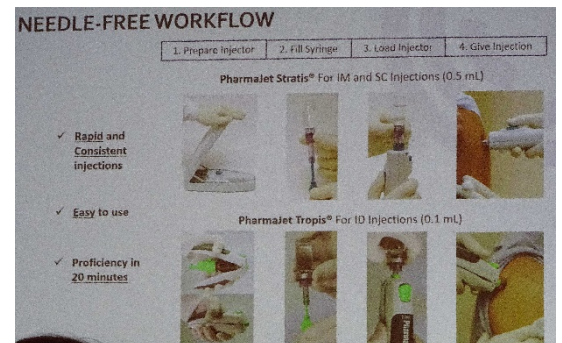 NEEDLE-FREE WORKFLOW
1. Prepare Injector
2. Fill Syringe
3. Load Injector
4. Give Injection
PharmaJet Stratis® For IM and SC Injections (0.5 mL)
✓ Rapid and
Consistent
injections
✓ Easy to use
PharmaJet Tropis® For ID Injections (0.1 mL)
✓ Proficiency in
20 minutes